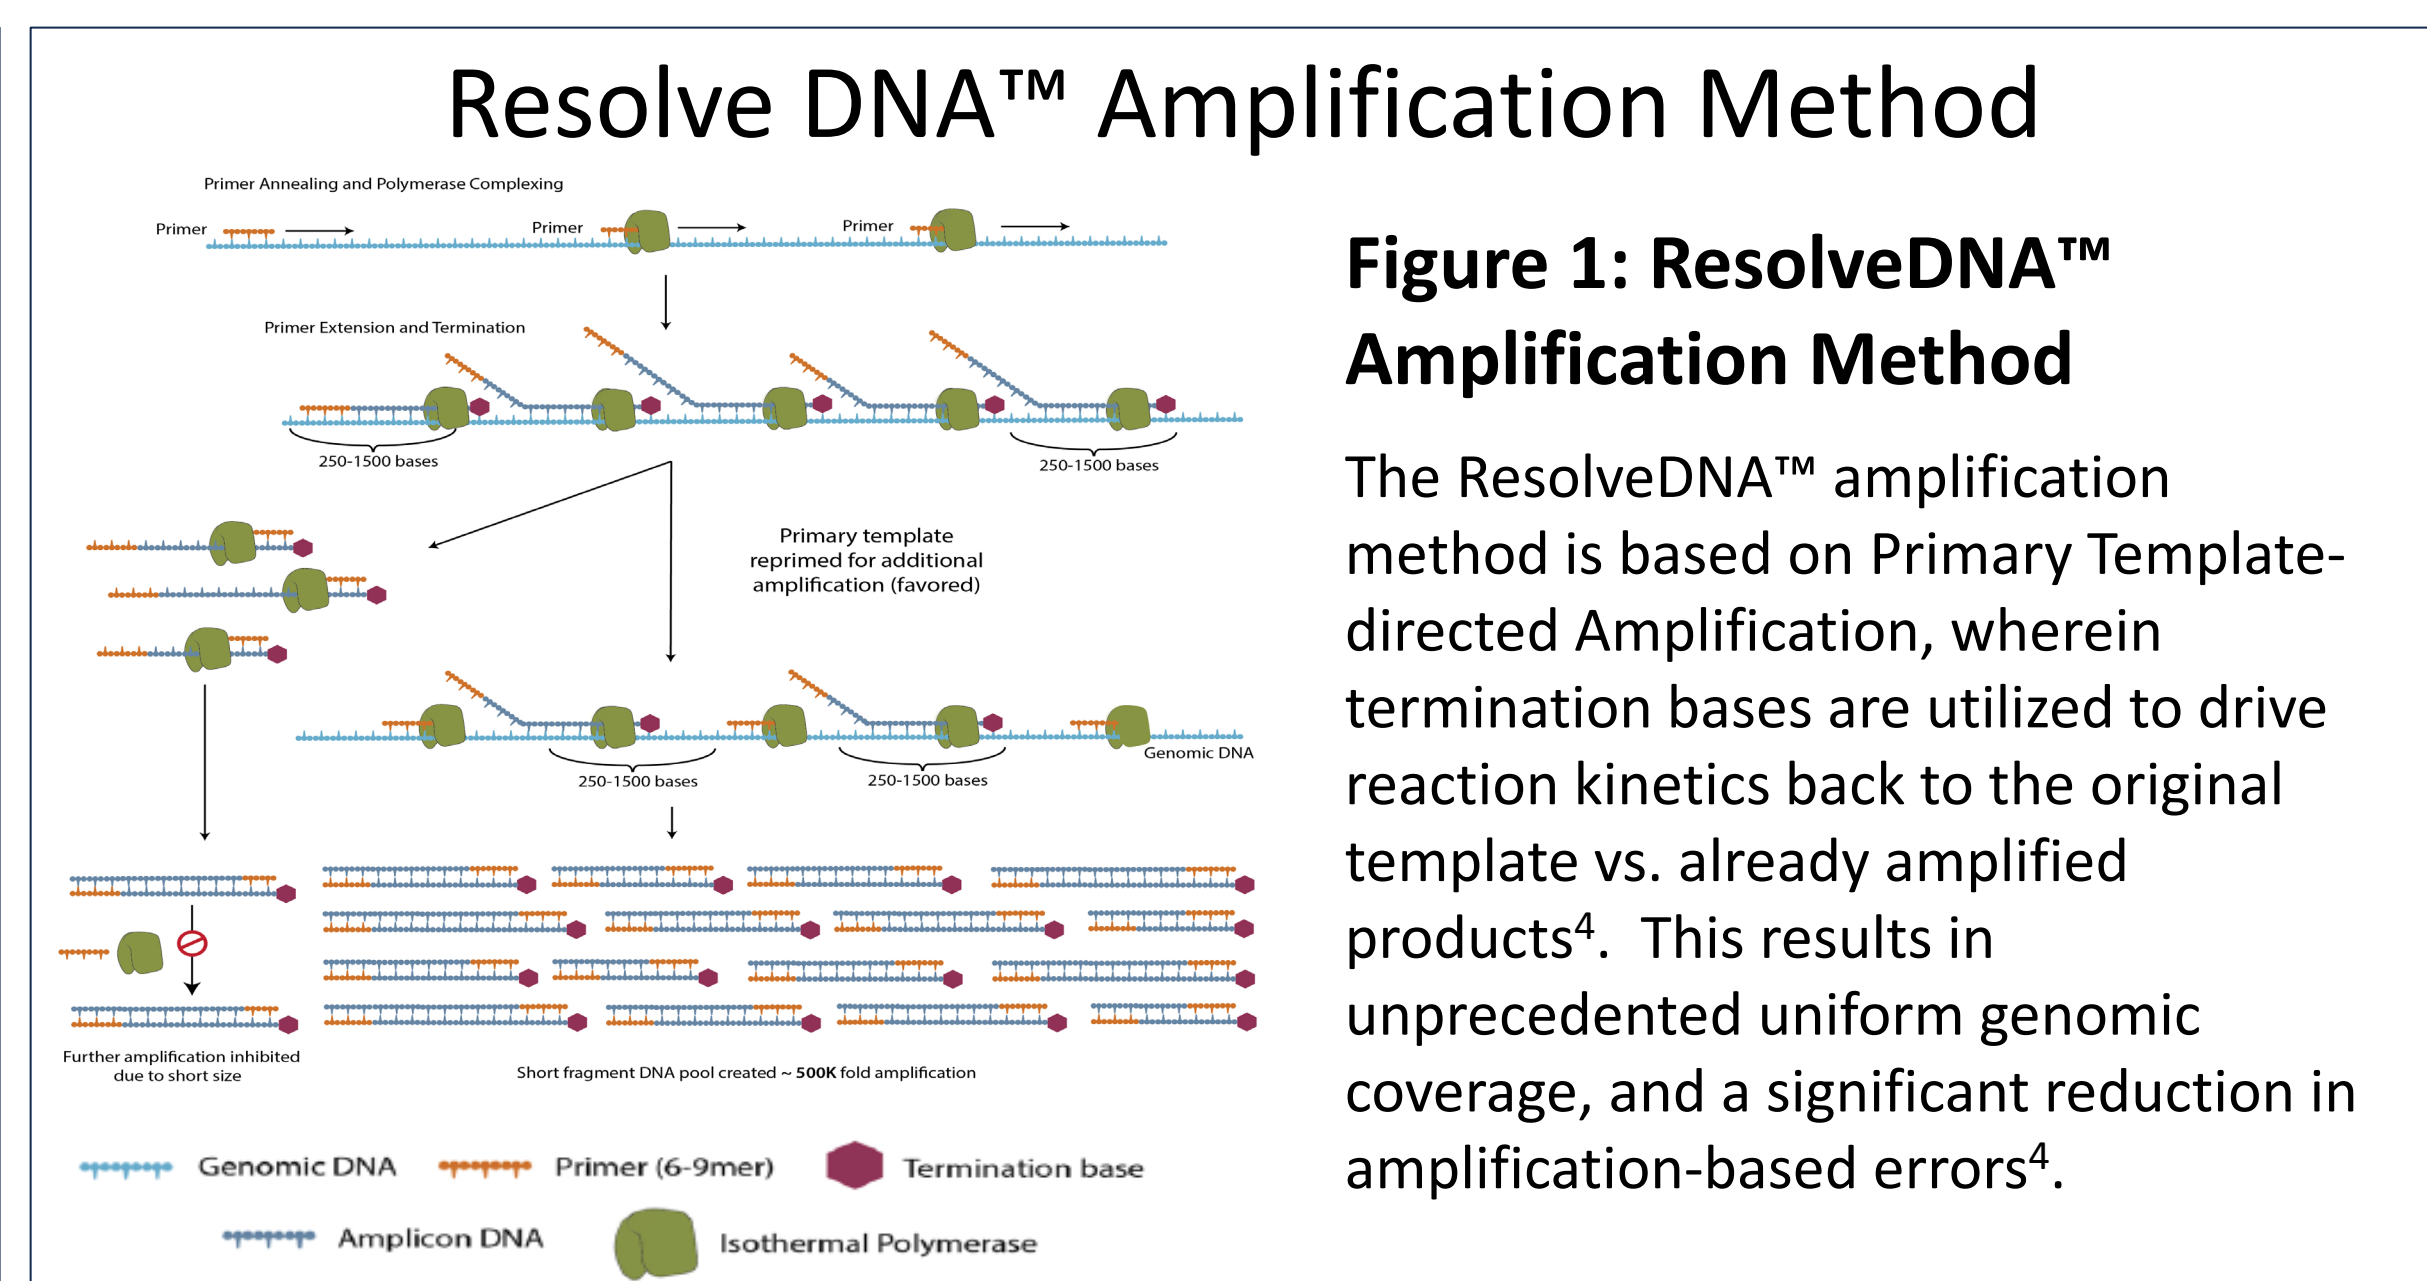 Resolve DNA™ Amplification Method
Primer Annealing and Polymerase Complexing
Primer
Primer
Primer
Primer Extension and Termination
250-1500 bases
250-1500 bases
Primary template
reprimed for additional
amplification (favored)
Genomic DNA
250-1500 bases
250-1500 bases
Further amplification inhibited
due to short size
Short fragment DNA pool created ~ 500K fold amplification
Genomic DNA
Primer (6-9mer)
Termination base
Amplicon DNA
Isothermal Polymerase
Figure 1: ResolveDNA™
Amplification Method
The ResolveDNA™ amplification
method is based on Primary Template-
directed Amplification, wherein
termination bases are utilized to drive
reaction kinetics back to the original
template vs. already amplified
products⁴.  This results in
unprecedented uniform genomic
coverage, and a significant reduction in
amplification-based errors⁴.